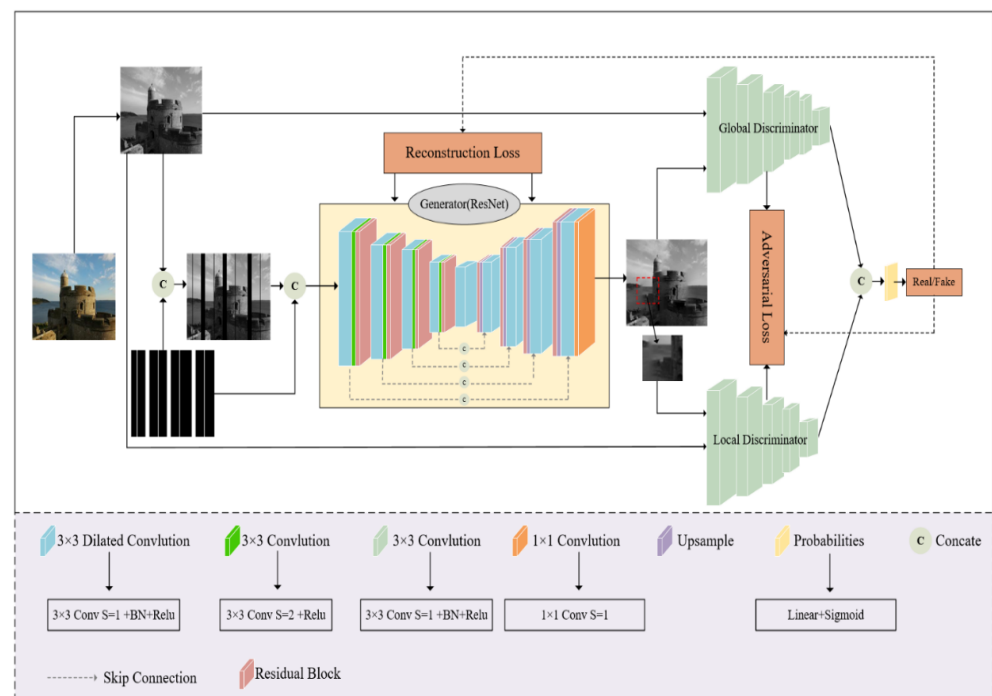 Global Discriminator
Reconstruction Loss
Generator(ResNet)
C
C
Adversarial Loss
C
Real/Fake
c
c
c
c
Local Discriminator
3×3 Dilated Convlution
3×3 Convlution
3×3 Convlution
1×1 Convlution
Upsample
Probabilities
C
Concate
3×3 Conv S=1 +BN+Relu
3×3 Conv S=2 +Relu
3×3 Conv S=1 +BN+Relu
1×1 Conv S=1
Linear+Sigmoid
Skip Connection
Residual Block